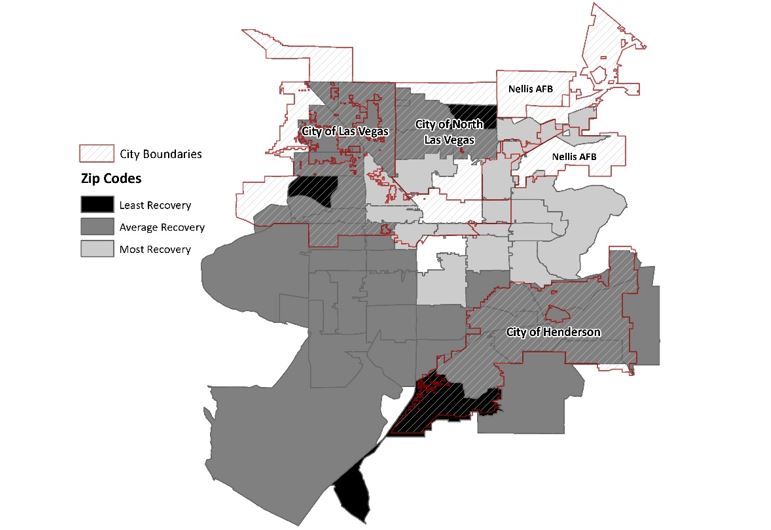 Nellis AFB
City of Las Vegas
City of North
Las Vegas
Nellis AFB
City Boundaries
Zip Codes
Least Recovery
Average Recovery
Most Recovery
City of Henderson